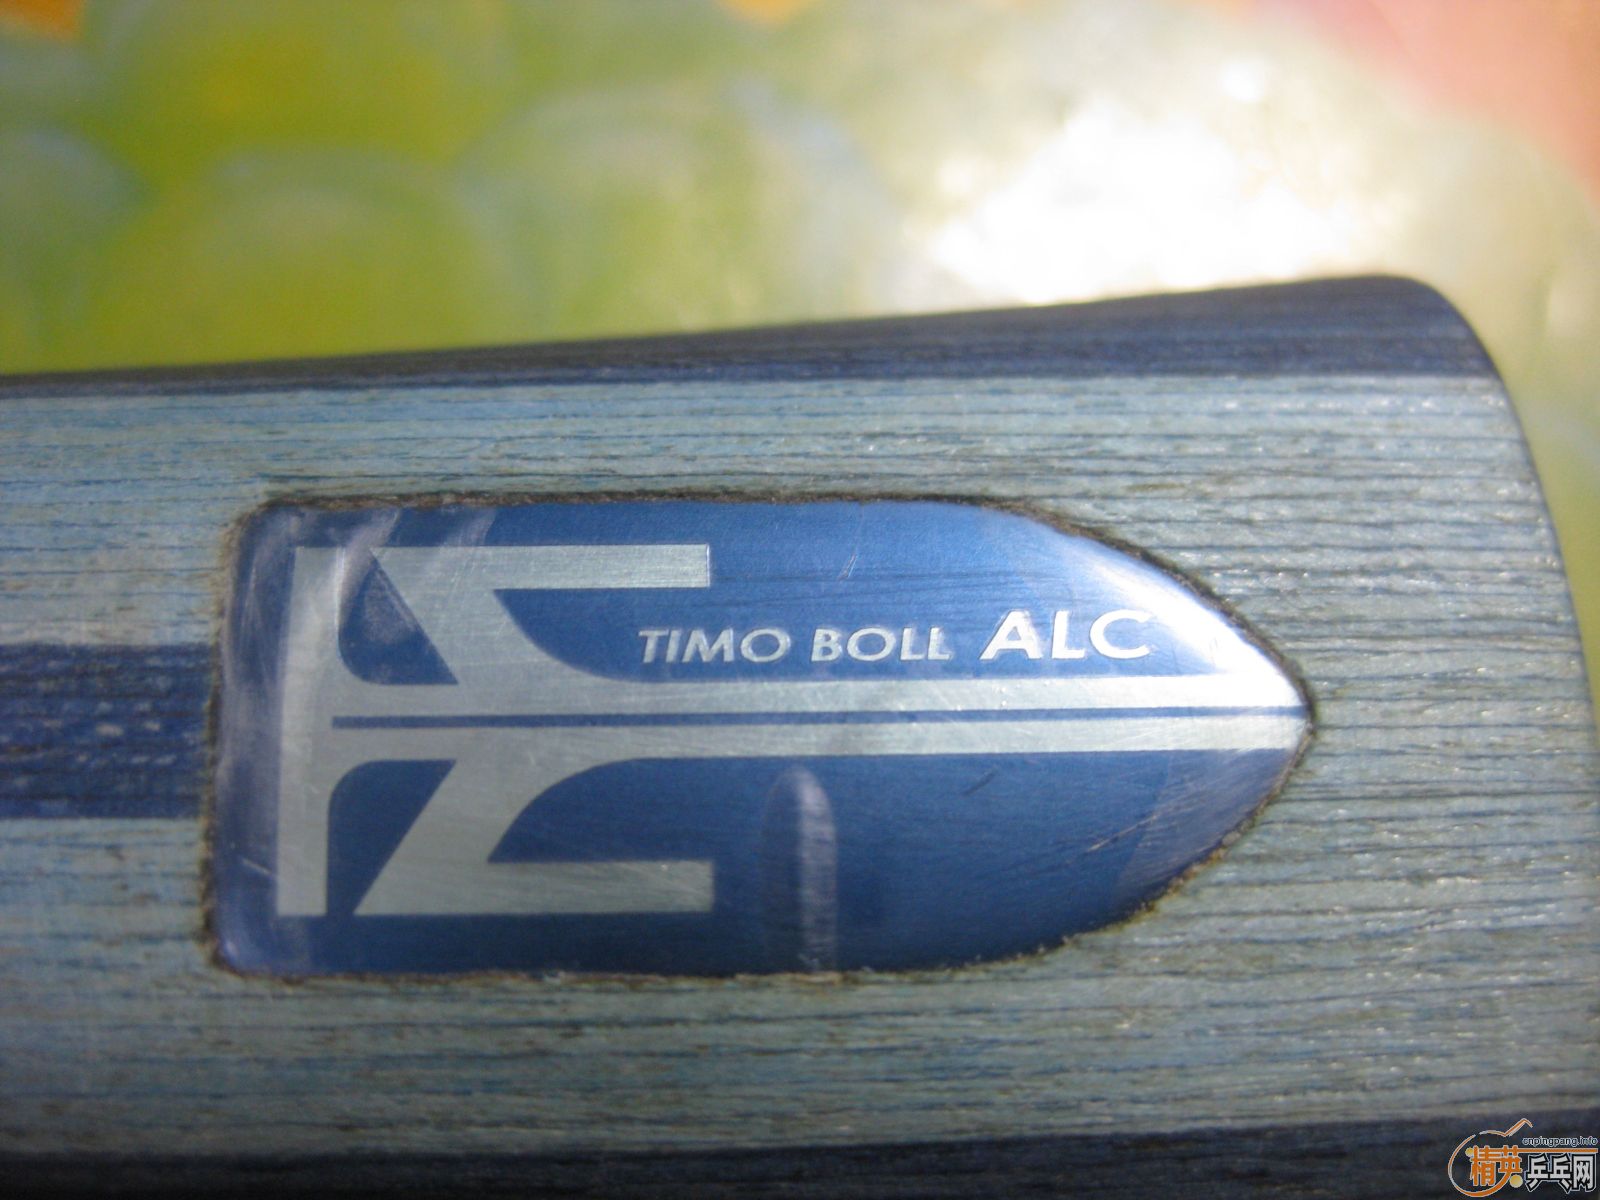 TIMO BOLL ALC
cnpingpang.info
精英乒乓网